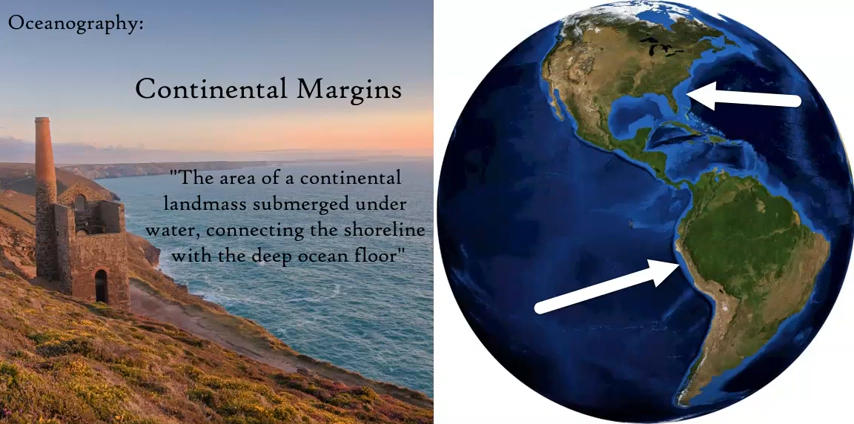 Oceanography:
Continental Margins
"The area of a continental
landmass submerged under
water, connecting the shoreline
with the deep ocean floor"